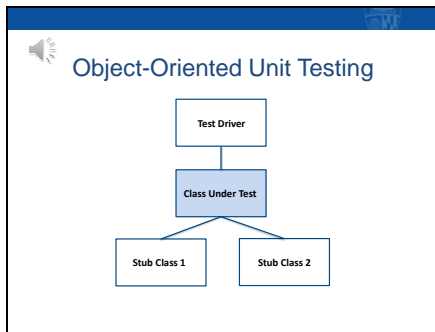 Object-Oriented Unit Testing
Test Driver
Class Under Test
Stub Class 1
Stub Class 2